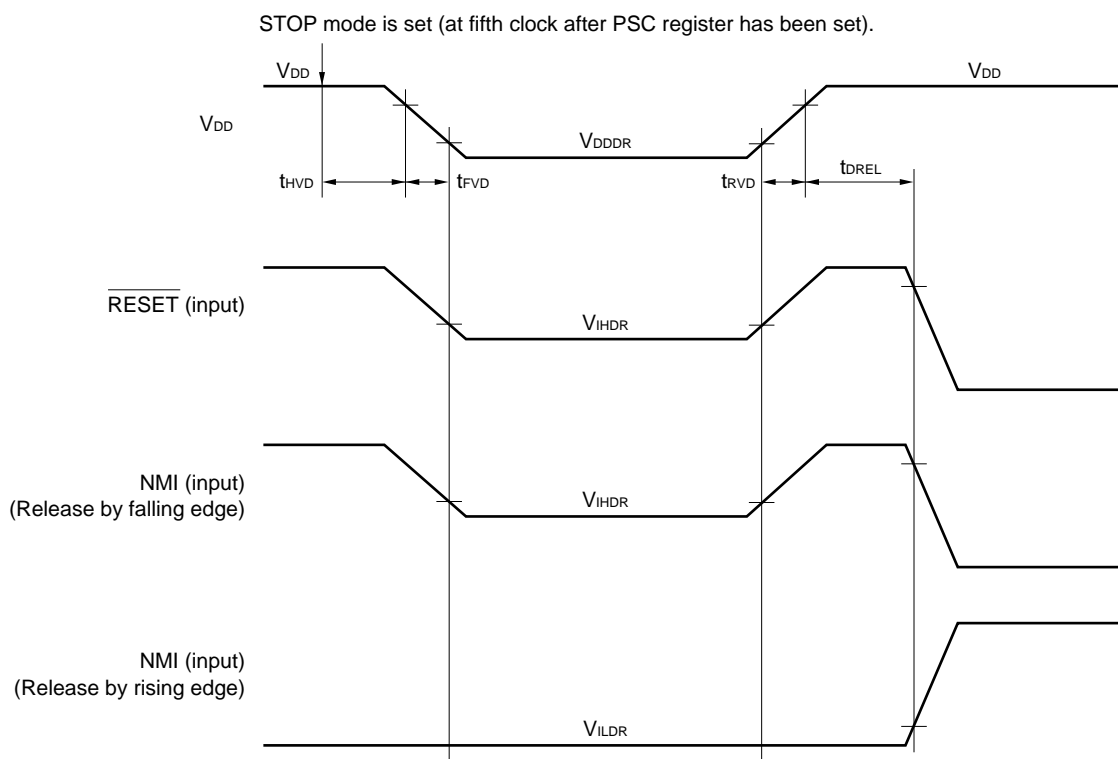 STOP mode is set (at fifth clock after PSC register has been set).
VDD
VDD
VDD
VDDDR
tHVD
tFVD
tRVD
tDREL
RESET (input)
VIHDR
NMI (input)
(Release by falling edge)
VIHDR
NMI (input)
(Release by rising edge)
VILDR